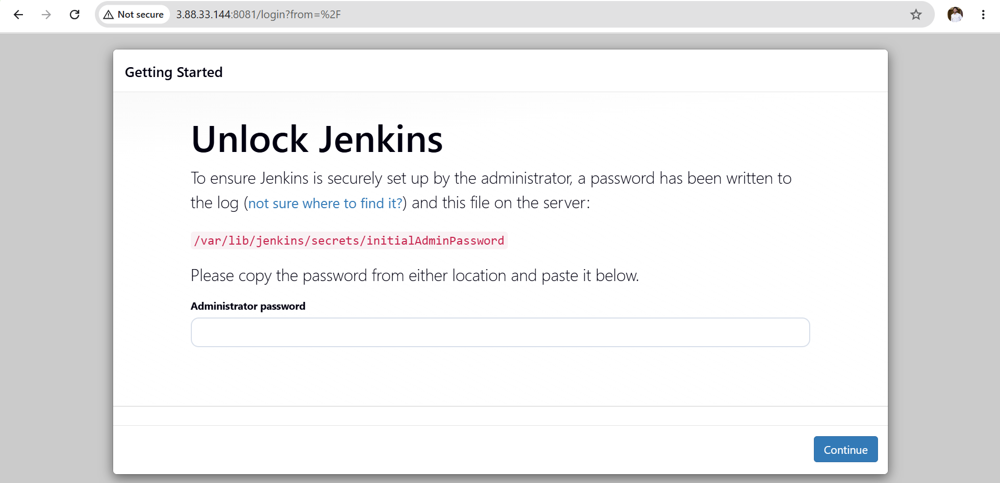 Not secure 3.88.33.144:8081/login?from=%2F
Getting Started
Unlock Jenkins
To ensure Jenkins is securely set up by the administrator, a password has been written to
the log (not sure where to find it?) and this file on the server:
/var/lib/jenkins/secrets/initialAdminPassword
Please copy the password from either location and paste it below.
Administrator password
Continue